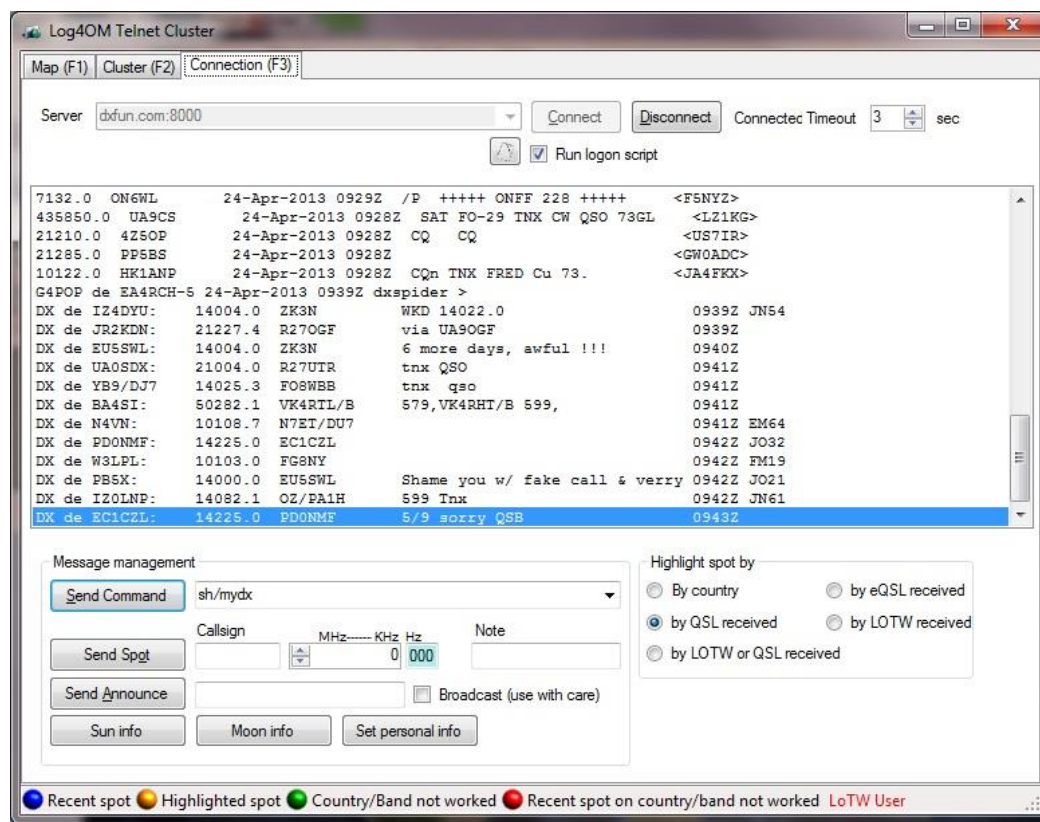 Log4OM Telnet Cluster
Map (F1) Cluster (F2) Connection (F3)
Server dxfun.com:8000 Connect Disconnect Connected Timeout 3 sec
Run logon script
7132.0 ON6WL 24-Apr-2013 0929Z /P +++++ ONFF 228 +++++ <F5NYZ>
435850.0 UA9CS 24-Apr-2013 0928Z SAT FO-29 TNX CW QSO 73GL <LZ1KG>
21210.0 4Z5OP 24-Apr-2013 0928Z CQ CQ <US7IR>
21285.0 PP5BS 24-Apr-2013 0928Z <GW0ADC>
10122.0 HK1ANP 24-Apr-2013 0928Z CQn TNX FRED Cu 73. <JA4FKX>
G4POP de EA4RCH-5 24-Apr-2013 0939Z dxspider >
DX de IZ4DYU: 14004.0 ZK3N WKD 14022.0 0939Z JN54
DX de JR2KDN: 21227.4 R27OGF via UA9OGF 0939Z
DX de EU5SWL: 14004.0 ZK3N 6 more days, awful !!! 0940Z
DX de UA0SDX: 21004.0 R27UTR tnx QSO 0941Z
DX de YB9/DJ7 14025.3 FO8WBB tnx qso 0941Z
DX de BA4SI: 50282.1 VK4RTL/B 579,VK4RHT/B 599, 0941Z
DX de N4VN: 10108.7 N7ET/DU7 0941Z EM64
DX de PD0NMF: 14225.0 EC1CZL 0942Z JO32
DX de W3LPL: 10103.0 FG8NY 0942Z FM19
DX de PB5X: 14000.0 EU5SWL Shame you w/ fake call & verry 0942Z JO21
DX de IZ0LNP: 14082.1 OZ/PA1H 599 Tnx 0942Z JN61
DX de EC1CZL: 14225.0 PD0NMF 5/9 sorry QSB 0943Z
Message management
Send Command sh/mydx
Callsign MHz------ KHz Hz Note
Send Spot 0 000
Send Announce Broadcast (use with care)
Sun info Moon info Set personal info
Highlight spot by
By country by eQSL received
by QSL received by LOTW received
by LOTW or QSL received
Recent spot Highlighted spot Country/Band not worked Recent spot on country/band not worked LoTW User